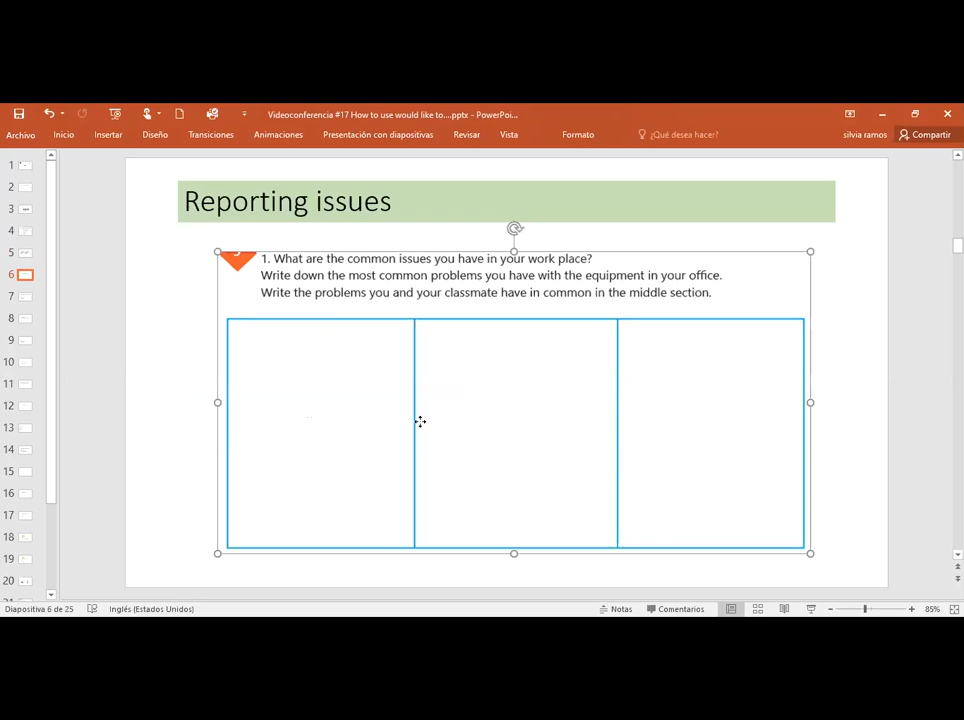 Videoconferencia #17 How to use would like to....pptx - PowerPoi...
Archivo Inicio Insertar Diseño Transiciones Animaciones Presentación con diapositivas Revisar Vista Formato ¿Qué desea hacer? silvia ramos Compartir
1
2
3
4
5
6
7
8
9
10
11
12
13
14
15
16
17
18
19
20
Reporting issues
1. What are the common issues you have in your work place?
Write down the most common problems you have with the equipment in your office.
Write the problems you and your classmate have in common in the middle section.
Diapositiva 6 de 25 Inglés (Estados Unidos) Notas Comentarios 85%